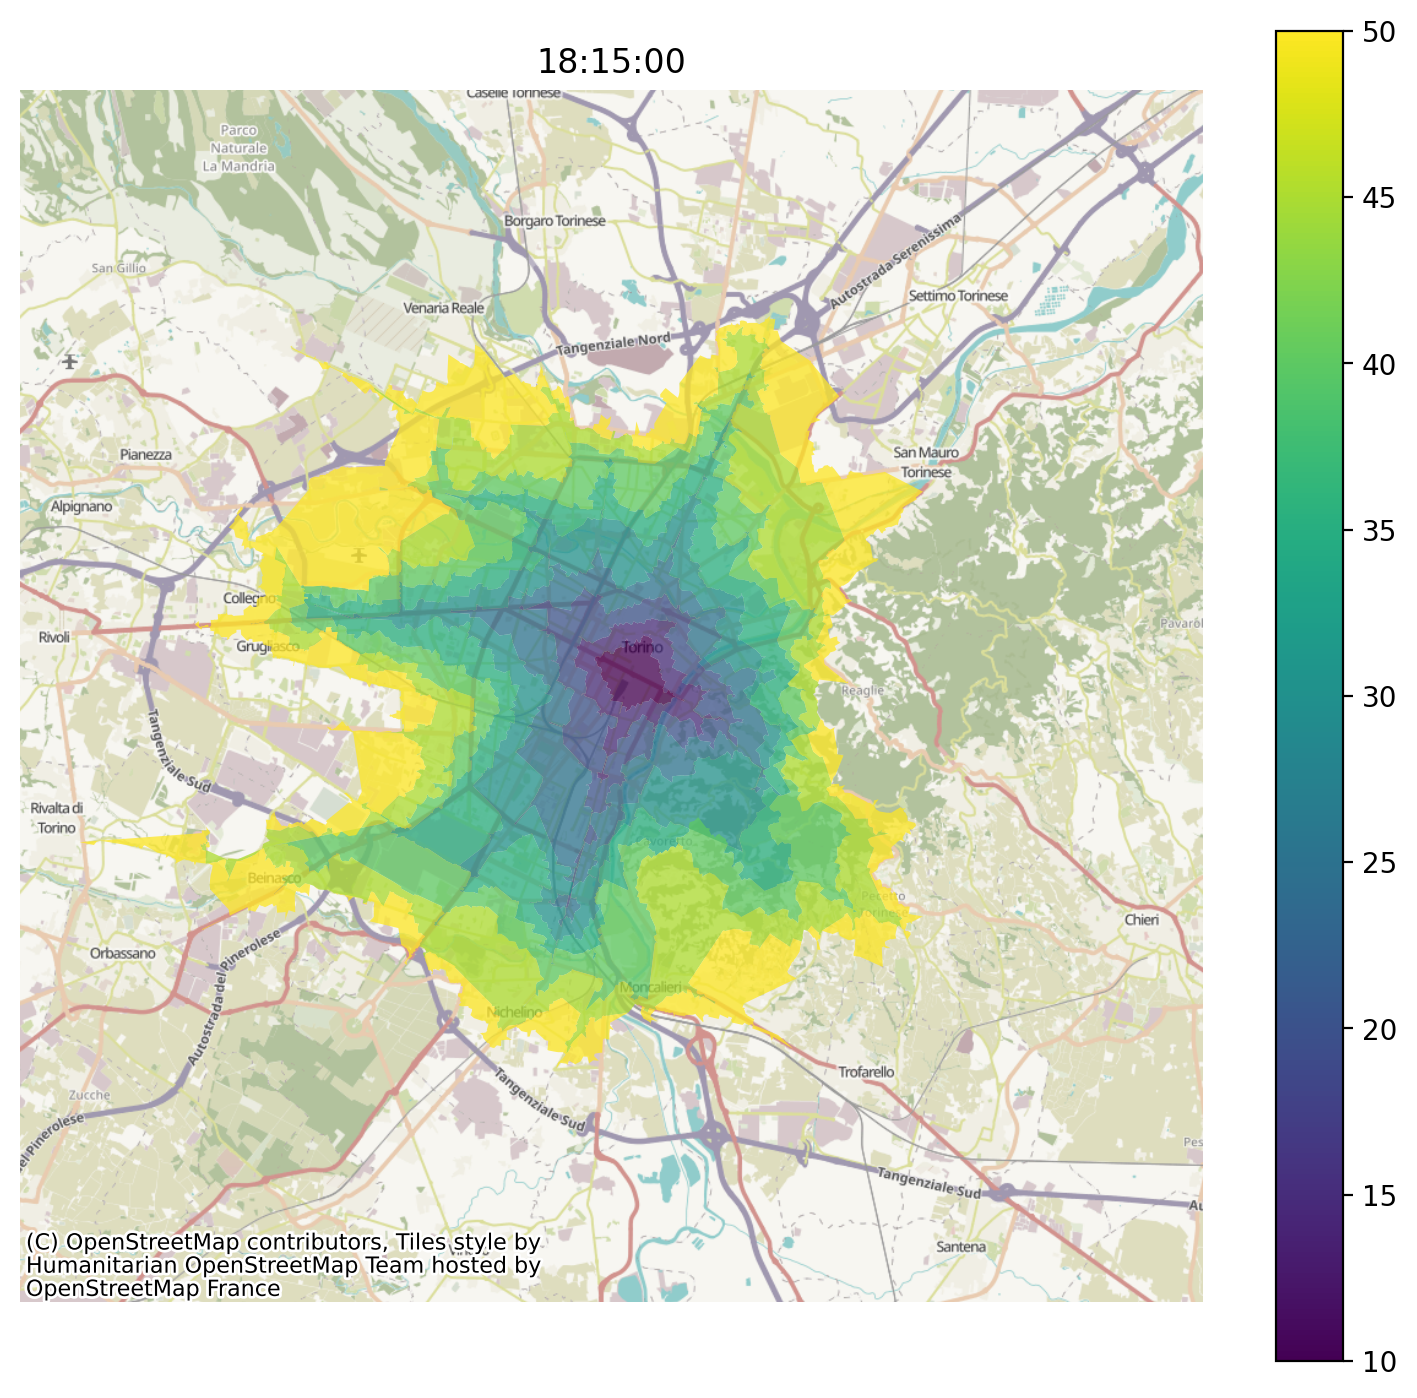 18:15:00
50
45
40
35
30
25
20
15
10
Caselle Torinese
Parco
Naturale
La Mandria
Borgaro Torinese
Autostrada Serenissima
San Gillio
Settimo Torinese
Venaria Reale
Tangenziale Nord
Pianezza
San Mauro
Torinese
Alpignano
Collegno
Rivoli
Grugliasco
Torino
Reaglie
Tangenziale Sud
Rivalta di
Torino
Beinasco
Pecetto
Torinese
Chieri
Orbassano
Autostrada del Pinerolese
Moncalieri
Nichelino
Trofarello
Zucche
Tangenziale Sud
el Pinerolese
Pes
Tangenziale Sud
Au
Santena
(C) OpenStreetMap contributors, Tiles style by
Humanitarian OpenStreetMap Team hosted by
OpenStreetMap France